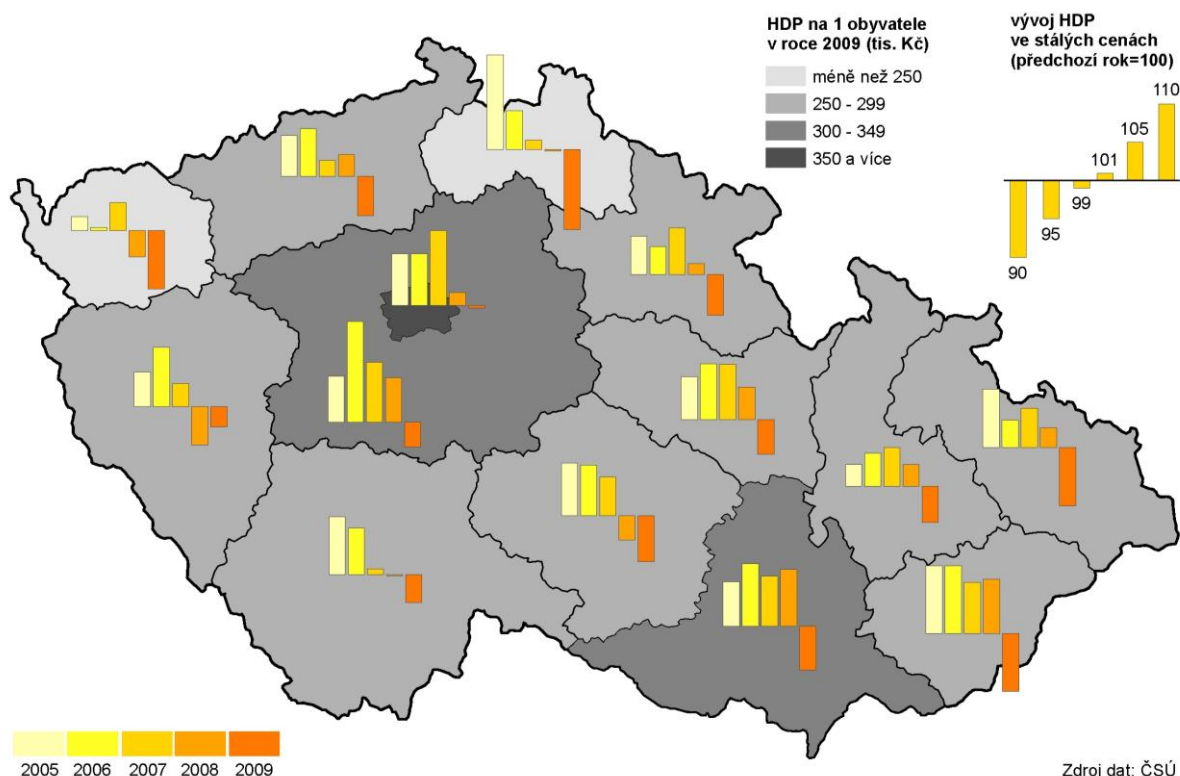 HDP na 1 obyvatele
v roce 2009 (tis. Kč)
méně než 250
250 - 299
300 - 349
350 a více
vývoj HDP
ve stálých cenách
(předchozí rok=100)
110
105
101
99
95
90
2005 2006 2007 2008 2009
Zdroj dat: ČSÚ